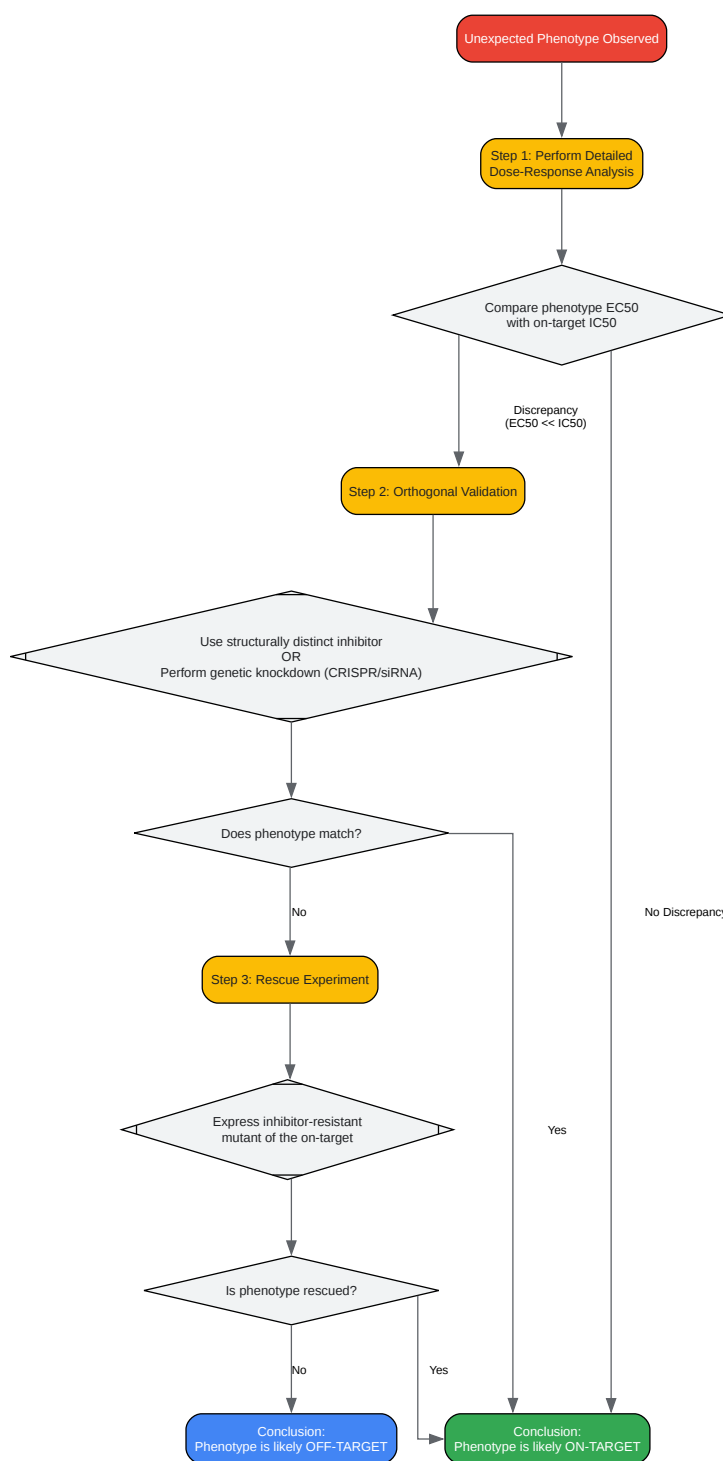 Unexpected Phenotype Observed
Step 1: Perform Detailed
Dose-Response Analysis
Compare phenotype EC50
with on-target IC50
Discrepancy
(EC50 << IC50)
Step 2: Orthogonal Validation
Use structurally distinct inhibitor
OR
Perform genetic knockdown (CRISPR/siRNA)
Does phenotype match?
No
No Discrepancy
Step 3: Rescue Experiment
Express inhibitor-resistant
mutant of the on-target
Yes
Is phenotype rescued?
No
Yes
Conclusion:
Phenotype is likely OFF-TARGET
Conclusion:
Phenotype is likely ON-TARGET